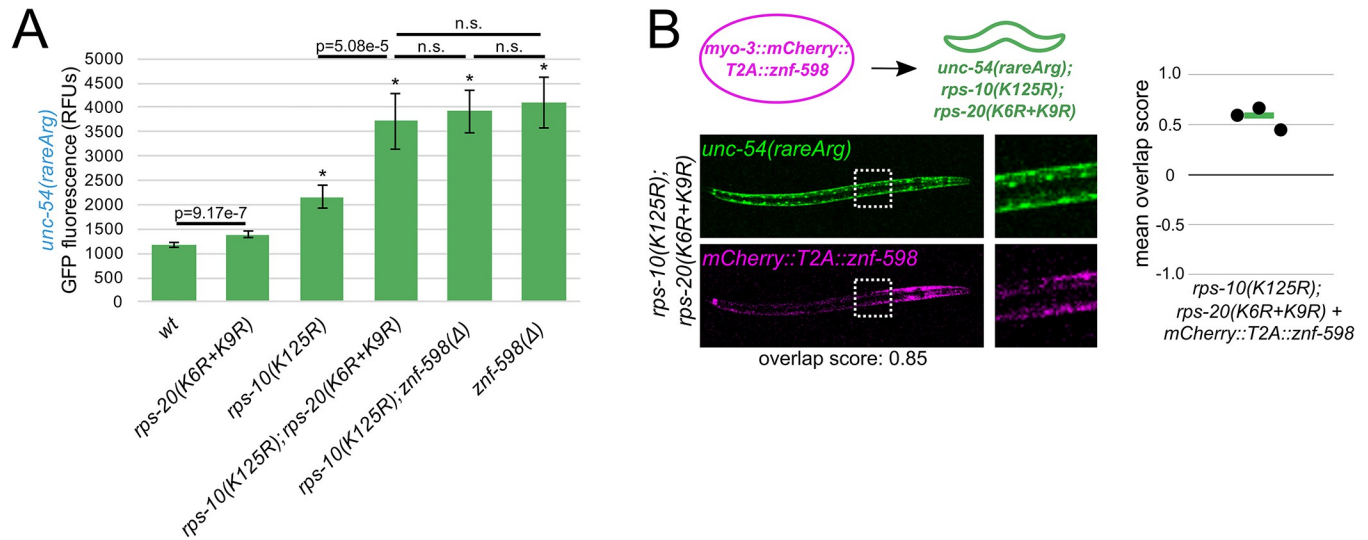 A
unc-54(rareArg)
GFP fluorescence (RFUs)
5000
4500
4000
3500
3000
2500
2000
1500
1000
500
0
n.s.
p=5.08e-5
n.s.
n.s.
p=9.17e-7
*
*
*
*
wt
rps-20(K6R+K9R)
rps-10(K125R)
rps-10(K125R); rps-20(K6R+K9R)
rps-10(K125R); znf-598(Δ)
znf-598(Δ)
B
myo-3::mCherry::
T2A::znf-598
unc-54(rareArg);
rps-10(K125R);
rps-20(K6R+K9R)
rps-10(K125R);
rps-20(K6R+K9R)
unc-54(rareArg)
mCherry::T2A::znf-598
overlap score: 0.85
mean overlap score
1.0
0.5
0
-0.5
-1.0
rps-10(K125R);
rps-20(K6R+K9R) +
mCherry::T2A::znf-598